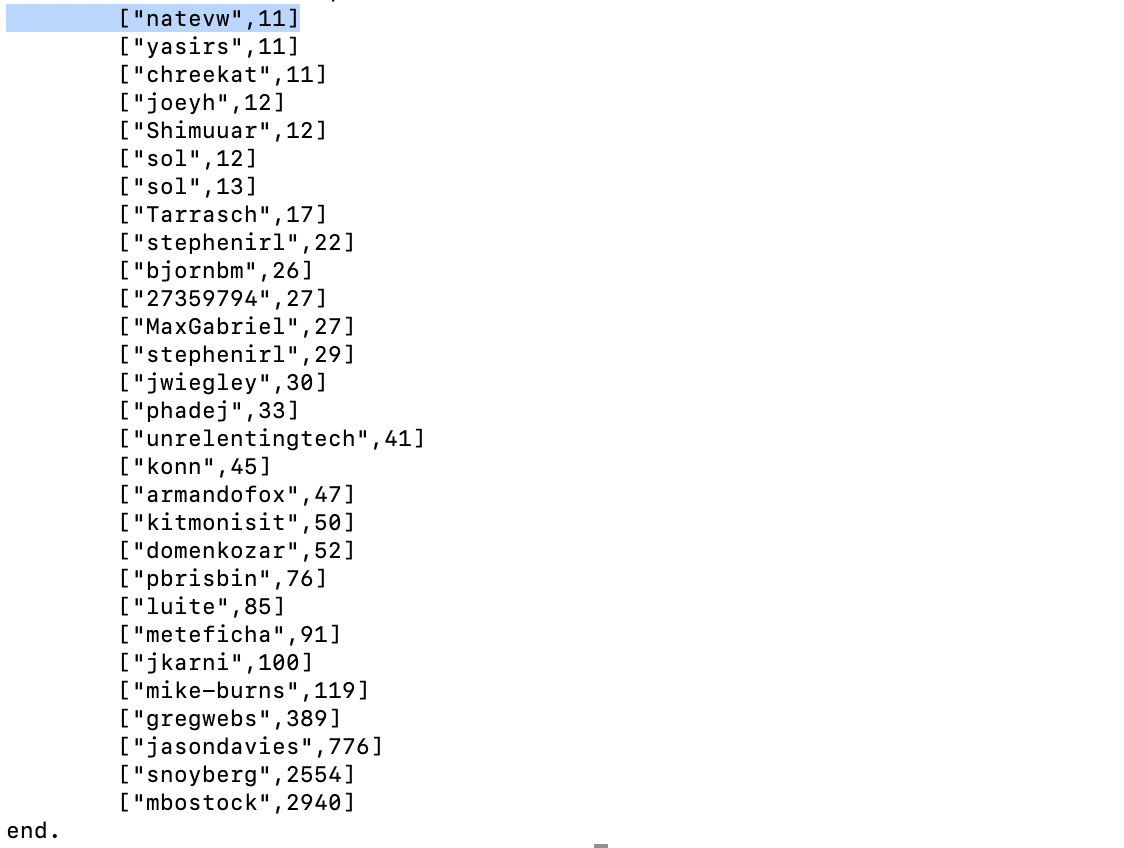 ["natevw",11]
["yasirs",11]
["chreekat",11]
["joeyh",12]
["Shimuuar",12]
["sol",12]
["sol",13]
["Tarrasch",17]
["stephenirl",22]
["bjornbm",26]
["27359794",27]
["MaxGabriel",27]
["stephenirl",29]
["jwiegley",30]
["phadej",33]
["unrelentingtech",41]
["konn",45]
["armandofox",47]
["kitmonisit",50]
["domenkozar",52]
["pbrisbin",76]
["luite",85]
["meteficha",91]
["jkarni",100]
["mike-burns",119]
["gregwebs",389]
["jasondavies",776]
["snoyberg",2554]
["mbostock",2940]
end.